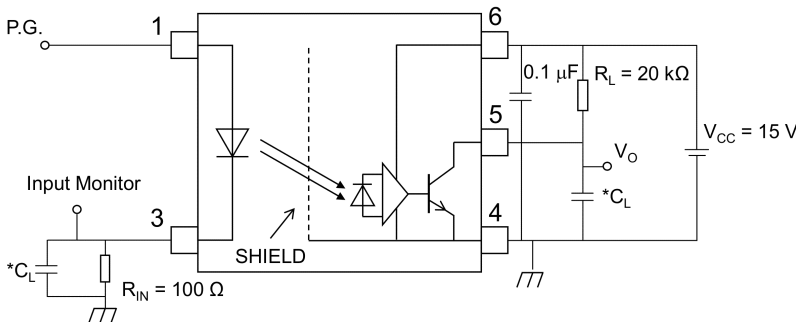 P.G.
1
6
0.1 μF
R_L = 20 kΩ
5
V_CC = 15 V
V_O
Input Monitor
*C_L
3
4
SHIELD
*C_L
R_IN = 100 Ω